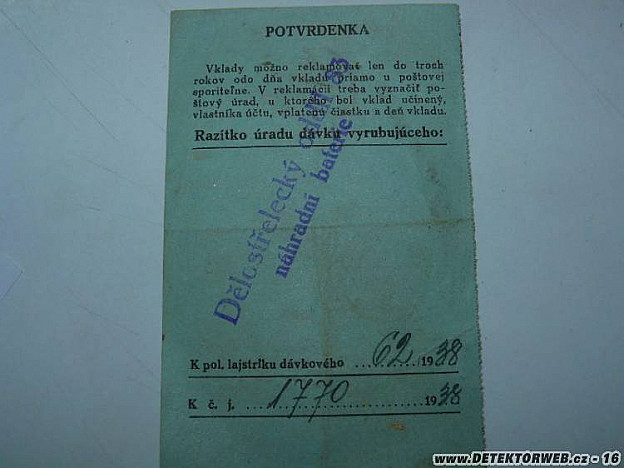 POTVRDENKA
Vklady možno reklamovať len do troch
rokov odo dňa vkladu priamo u poštovej
sporiteľne. V reklamácii treba vyznačiť po-
štový úrad, u ktorého bol vklad učinený,
vlastníka účtu, vplatenú čiastku a deň vkladu.
Razítko úradu dávku vyrubujúceho:
Dělostřelecký oddíl 83
náhradní baterie
K pol. lajstríku dávkového 62/1938
K č. j. 1770 1938
www.DETEKTORWEB.cz - 16